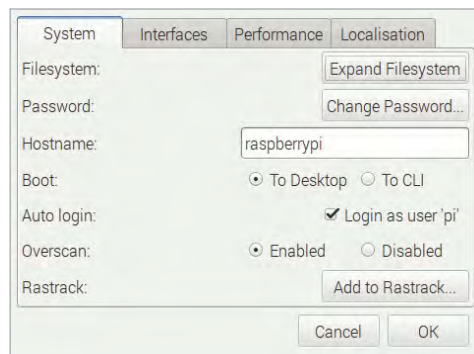 System Interfaces Performance Localisation
Filesystem: Expand Filesystem
Password: Change Password...
Hostname: raspberrypi
Boot: To Desktop To CLI
Auto login: Login as user 'pi'
Overscan: Enabled Disabled
Rastrack: Add to Rastrack...
Cancel OK